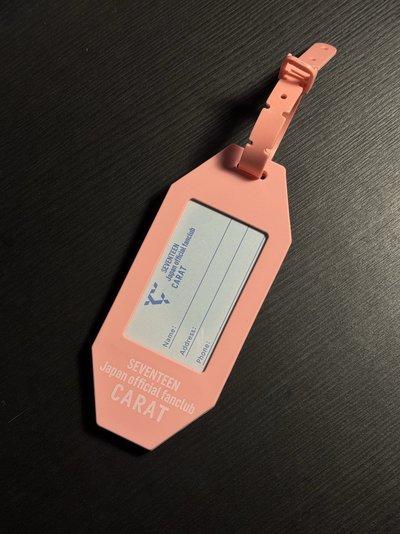 SEVENTEEN
Japan official fanclub
CARAT
Name:
Address:
Phone:
SEVENTEEN
Japan official fanclub
CARAT